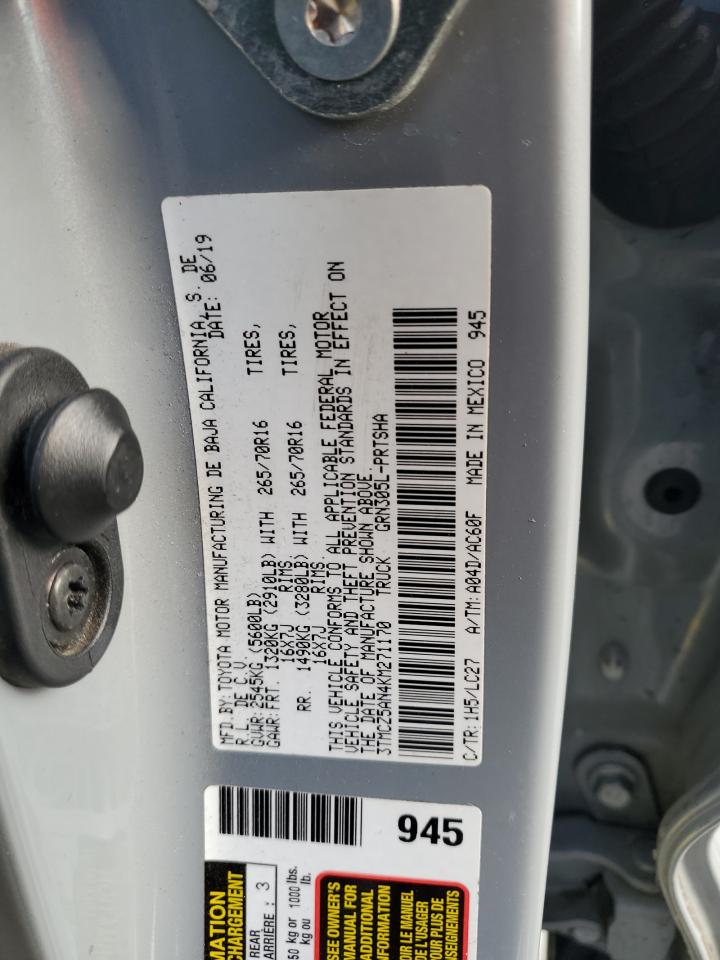 MFD.BY:TOYOTA MOTOR MANUFACTURING DE BAJA CALIFORNIA, S. DE
R.L. DE C.V. DATE: 06/19
GVWR:2545KG (5600LB)
GAWR:FRT. 1320KG (2910LB) WITH 265/70R16 TIRES,
16X7J RIMS
RR. 1490KG (3280LB) WITH 265/70R16 TIRES,
16X7J RIMS
THIS VEHICLE CONFORMS TO ALL APPLICABLE FEDERAL MOTOR
VEHICLE SAFETY AND THEFT PREVENTION STANDARDS IN EFFECT ON
THE DATE OF MANUFACTURE SHOWN ABOVE.
3TMCZ5AN4KM271170 TRUCK GRN305L-PRTSHA
C/TR:1H5/LC27 A/TM:A04D/AC60F MADE IN MEXICO 945
945
REAR
ARRIÈRE : 3
50 kg or 1000 lbs.
kg ou lb.
SEE OWNER'S
MANUAL FOR
ADDITIONAL
INFORMATION
LE MANUEL
DE L'USAGER
POUR PLUS DE